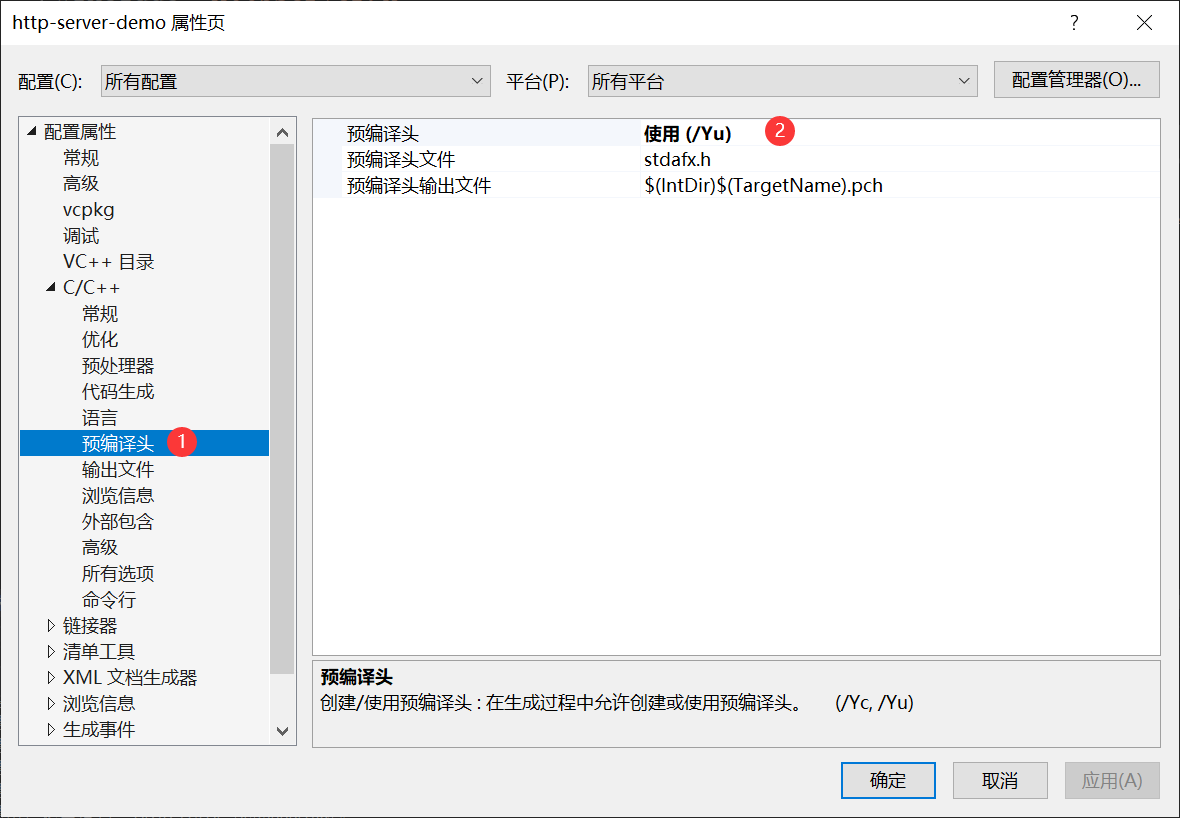 http-server-demo 属性页
?
配置(C):
所有配置
平台(P):
所有平台
配置管理器(O)...
配置属性
常规
高级
vcpkg
调试
VC++ 目录
C/C++
常规
优化
预处理器
代码生成
语言
预编译头
1
输出文件
浏览信息
外部包含
高级
所有选项
命令行
链接器
清单工具
XML 文档生成器
浏览信息
生成事件
预编译头 使用 (/Yu) 2
预编译头文件 stdafx.h
预编译头输出文件 $(IntDir)$(TargetName).pch
预编译头
创建/使用预编译头 : 在生成过程中允许创建或使用预编译头。 (/Yc, /Yu)
确定
取消
应用(A)